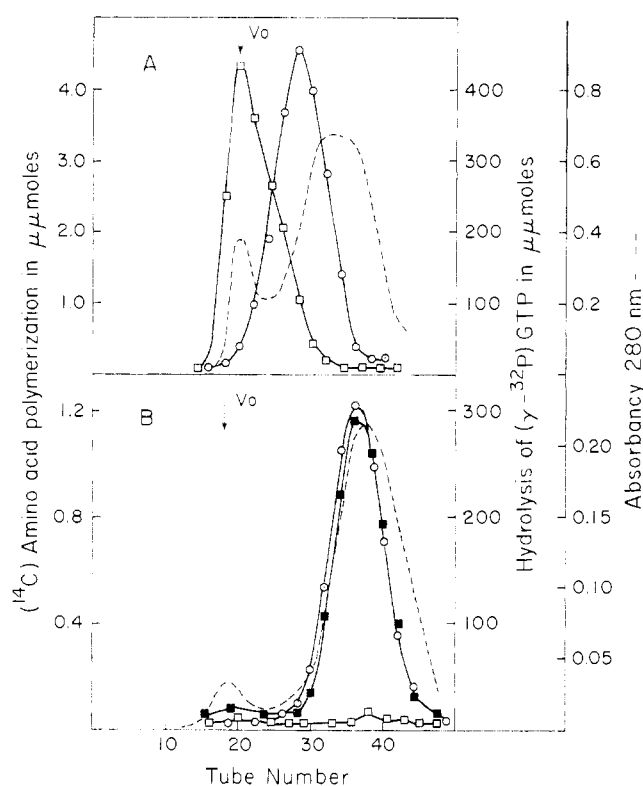 Vo
A
4.0
3.0
2.0
1.0
400
300
200
100
0.8
0.6
0.4
0.2
Vo
B
1.2
0.8
0.4
300
200
100
0.20
0.15
0.10
0.05
10 20 30 40
Tube Number
(14C) Amino acid polymerization in μμmoles
Hydrolysis of (γ-32P) GTP in μμmoles
Absorbancy 280 nm - --